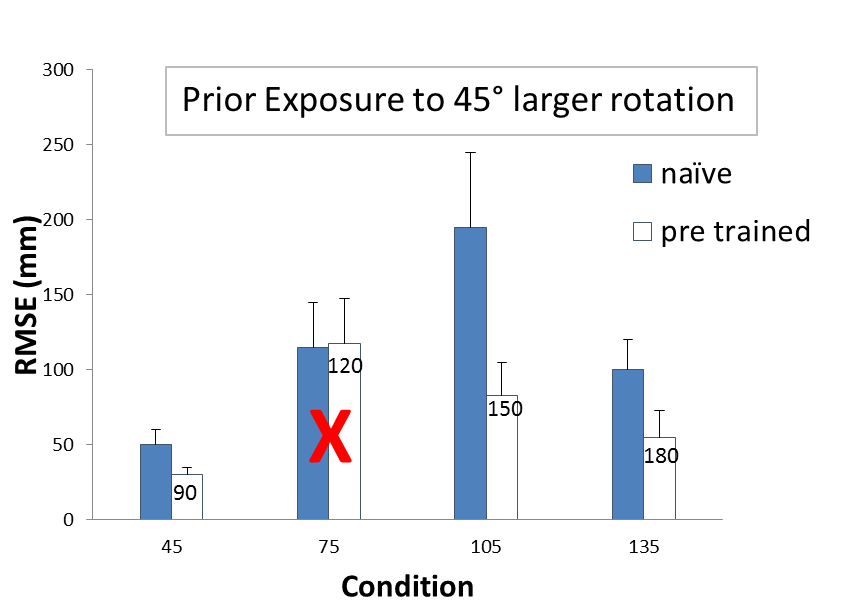 Prior Exposure to 45° larger rotation
naïve
pre trained
RMSE (mm)
300
250
200
150
100
50
0
90
120
150
180
X
45
75
105
135
Condition